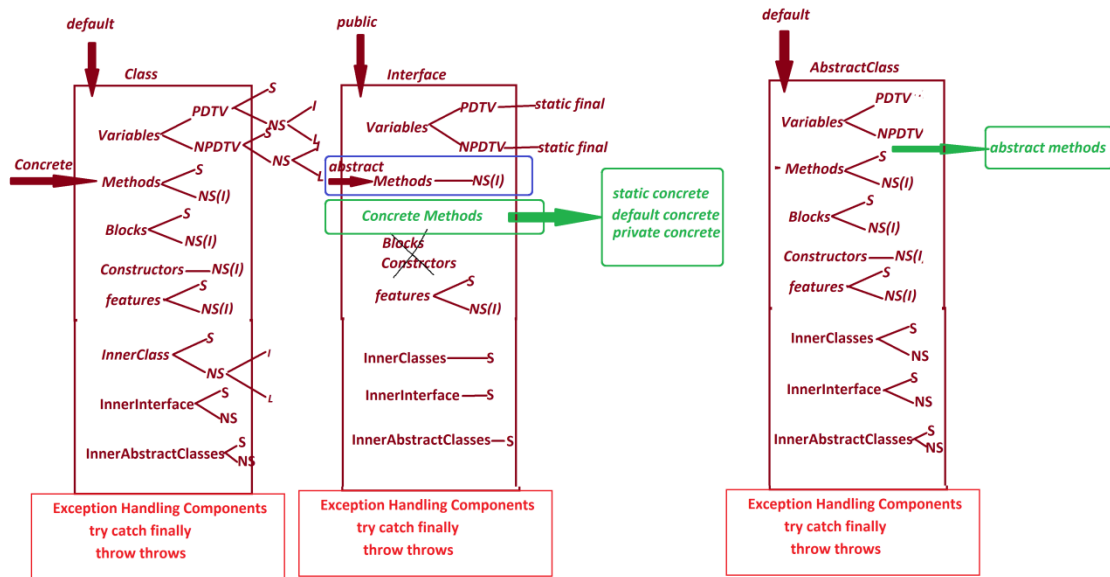 default
Class
PDTV
S
NS
I
L
Variables
NPDTV
S
NS
I
L
Concrete
Methods
S
NS(I)
Blocks
S
NS(I)
Constructors
NS(I)
features
S
NS(I)
InnerClass
S
NS
I
L
InnerInterface
S
NS
InnerAbstractClasses
S
NS
Exception Handling Components
try catch finally
throw throws
public
Interface
PDTV
static final
Variables
NPDTV
static final
abstract
Methods
NS(I)
Concrete Methods
static concrete
default concrete
private concrete
Blocks
Constrctors
features
S
NS(I)
InnerClasses
S
InnerInterface
S
InnerAbstractClasses
S
Exception Handling Components
try catch finally
throw throws
default
AbstractClass
PDTV
Variables
NPDTV
abstract methods
Methods
S
NS(I)
Blocks
S
NS(I)
Constructors
NS(I)
features
S
NS(I)
InnerClasses
S
NS
InnerInterface
S
NS
InnerAbstractClasses
S
NS
Exception Handling Components
try catch finally
throw throws